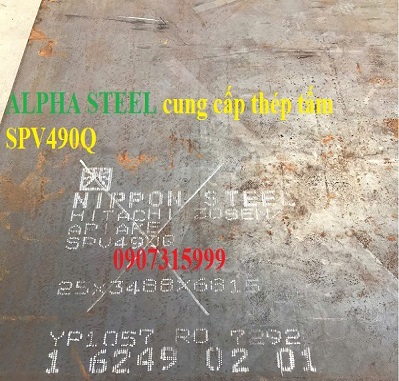 ALPHA STEEL cung cấp thép tấm
SPV490Q
NIPPON STEEL
HITACHI ZOSEN
SPV490Q
0907315999
25x3488x6615
YP1057 RO 7292
1 6249 02 01